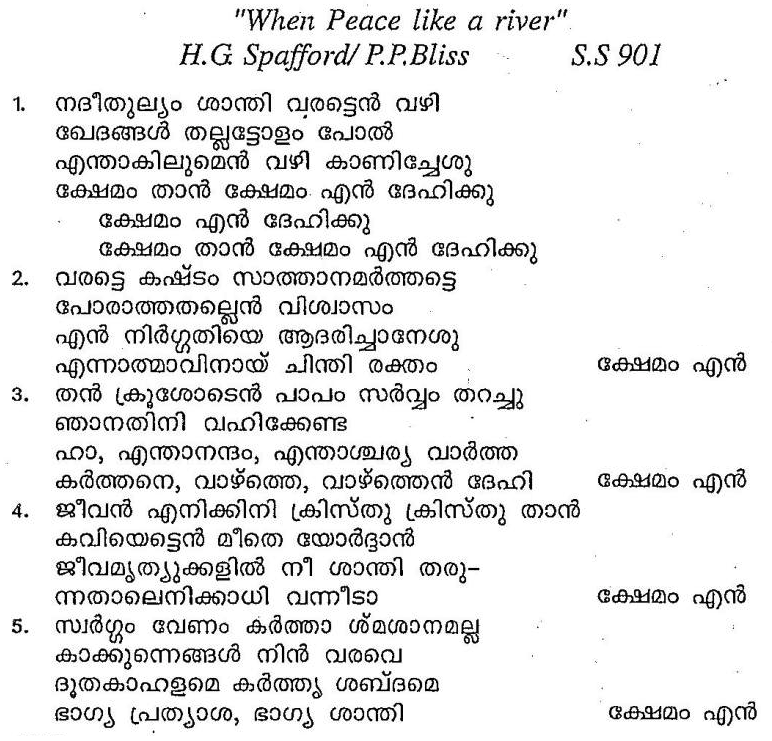 "When Peace like a river"
H.G. Spafford/ P.P.Bliss S.S 901
1. നദീതുല്യം ശാന്തി വരട്ടെൻ വഴി
ഖേദങ്ങൾ തല്ലട്ടോളം പോൽ
എന്താകിലുമെൻ വഴി കാണിച്ചേശു
ക്ഷേമം താൻ ക്ഷേമം എൻ ദേഹിക്കു
ക്ഷേമം എൻ ദേഹിക്കു
ക്ഷേമം താൻ ക്ഷേമം എൻ ദേഹിക്കു
2. വരട്ടെ കഷ്ടം സാത്താനമർത്തട്ടെ
പോരാത്തതല്ലെൻ വിശ്വാസം
എൻ നിർഗ്ഗതിയെ ആദരിച്ചാനേശു
എന്നാത്മാവിനായ് ചിന്തി രക്തം ക്ഷേമം എൻ
3. തൻ ക്രൂശോടെൻ പാപം സർവ്വം തറച്ചു
ഞാനതിനി വഹിക്കേണ്ട
ഹാ, എന്താനന്ദം, എന്താശ്ചര്യ വാർത്ത
കർത്തനെ, വാഴ്ത്തെ, വാഴ്ത്തെൻ ദേഹി ക്ഷേമം എൻ
4. ജീവൻ എനിക്കിനി ക്രിസ്തു ക്രിസ്തു താൻ
കവിയെട്ടെൻ മീതെ യോർദ്ദാൻ
ജീവമൃത്യുക്കളിൽ നീ ശാന്തി തരു-
ന്നതാലെനിക്കാധി വന്നീടാ ക്ഷേമം എൻ
5. സ്വർഗ്ഗം വേണം കർത്താ ശ്മശാനമല്ല
കാക്കുന്നെങ്ങൾ നിൻ വരവെ
ദൂതകാഹളമെ കർത്തൃ ശബ്ദമെ
ഭാഗ്യ പ്രത്യാശ, ഭാഗ്യ ശാന്തി ക്ഷേമം എൻ